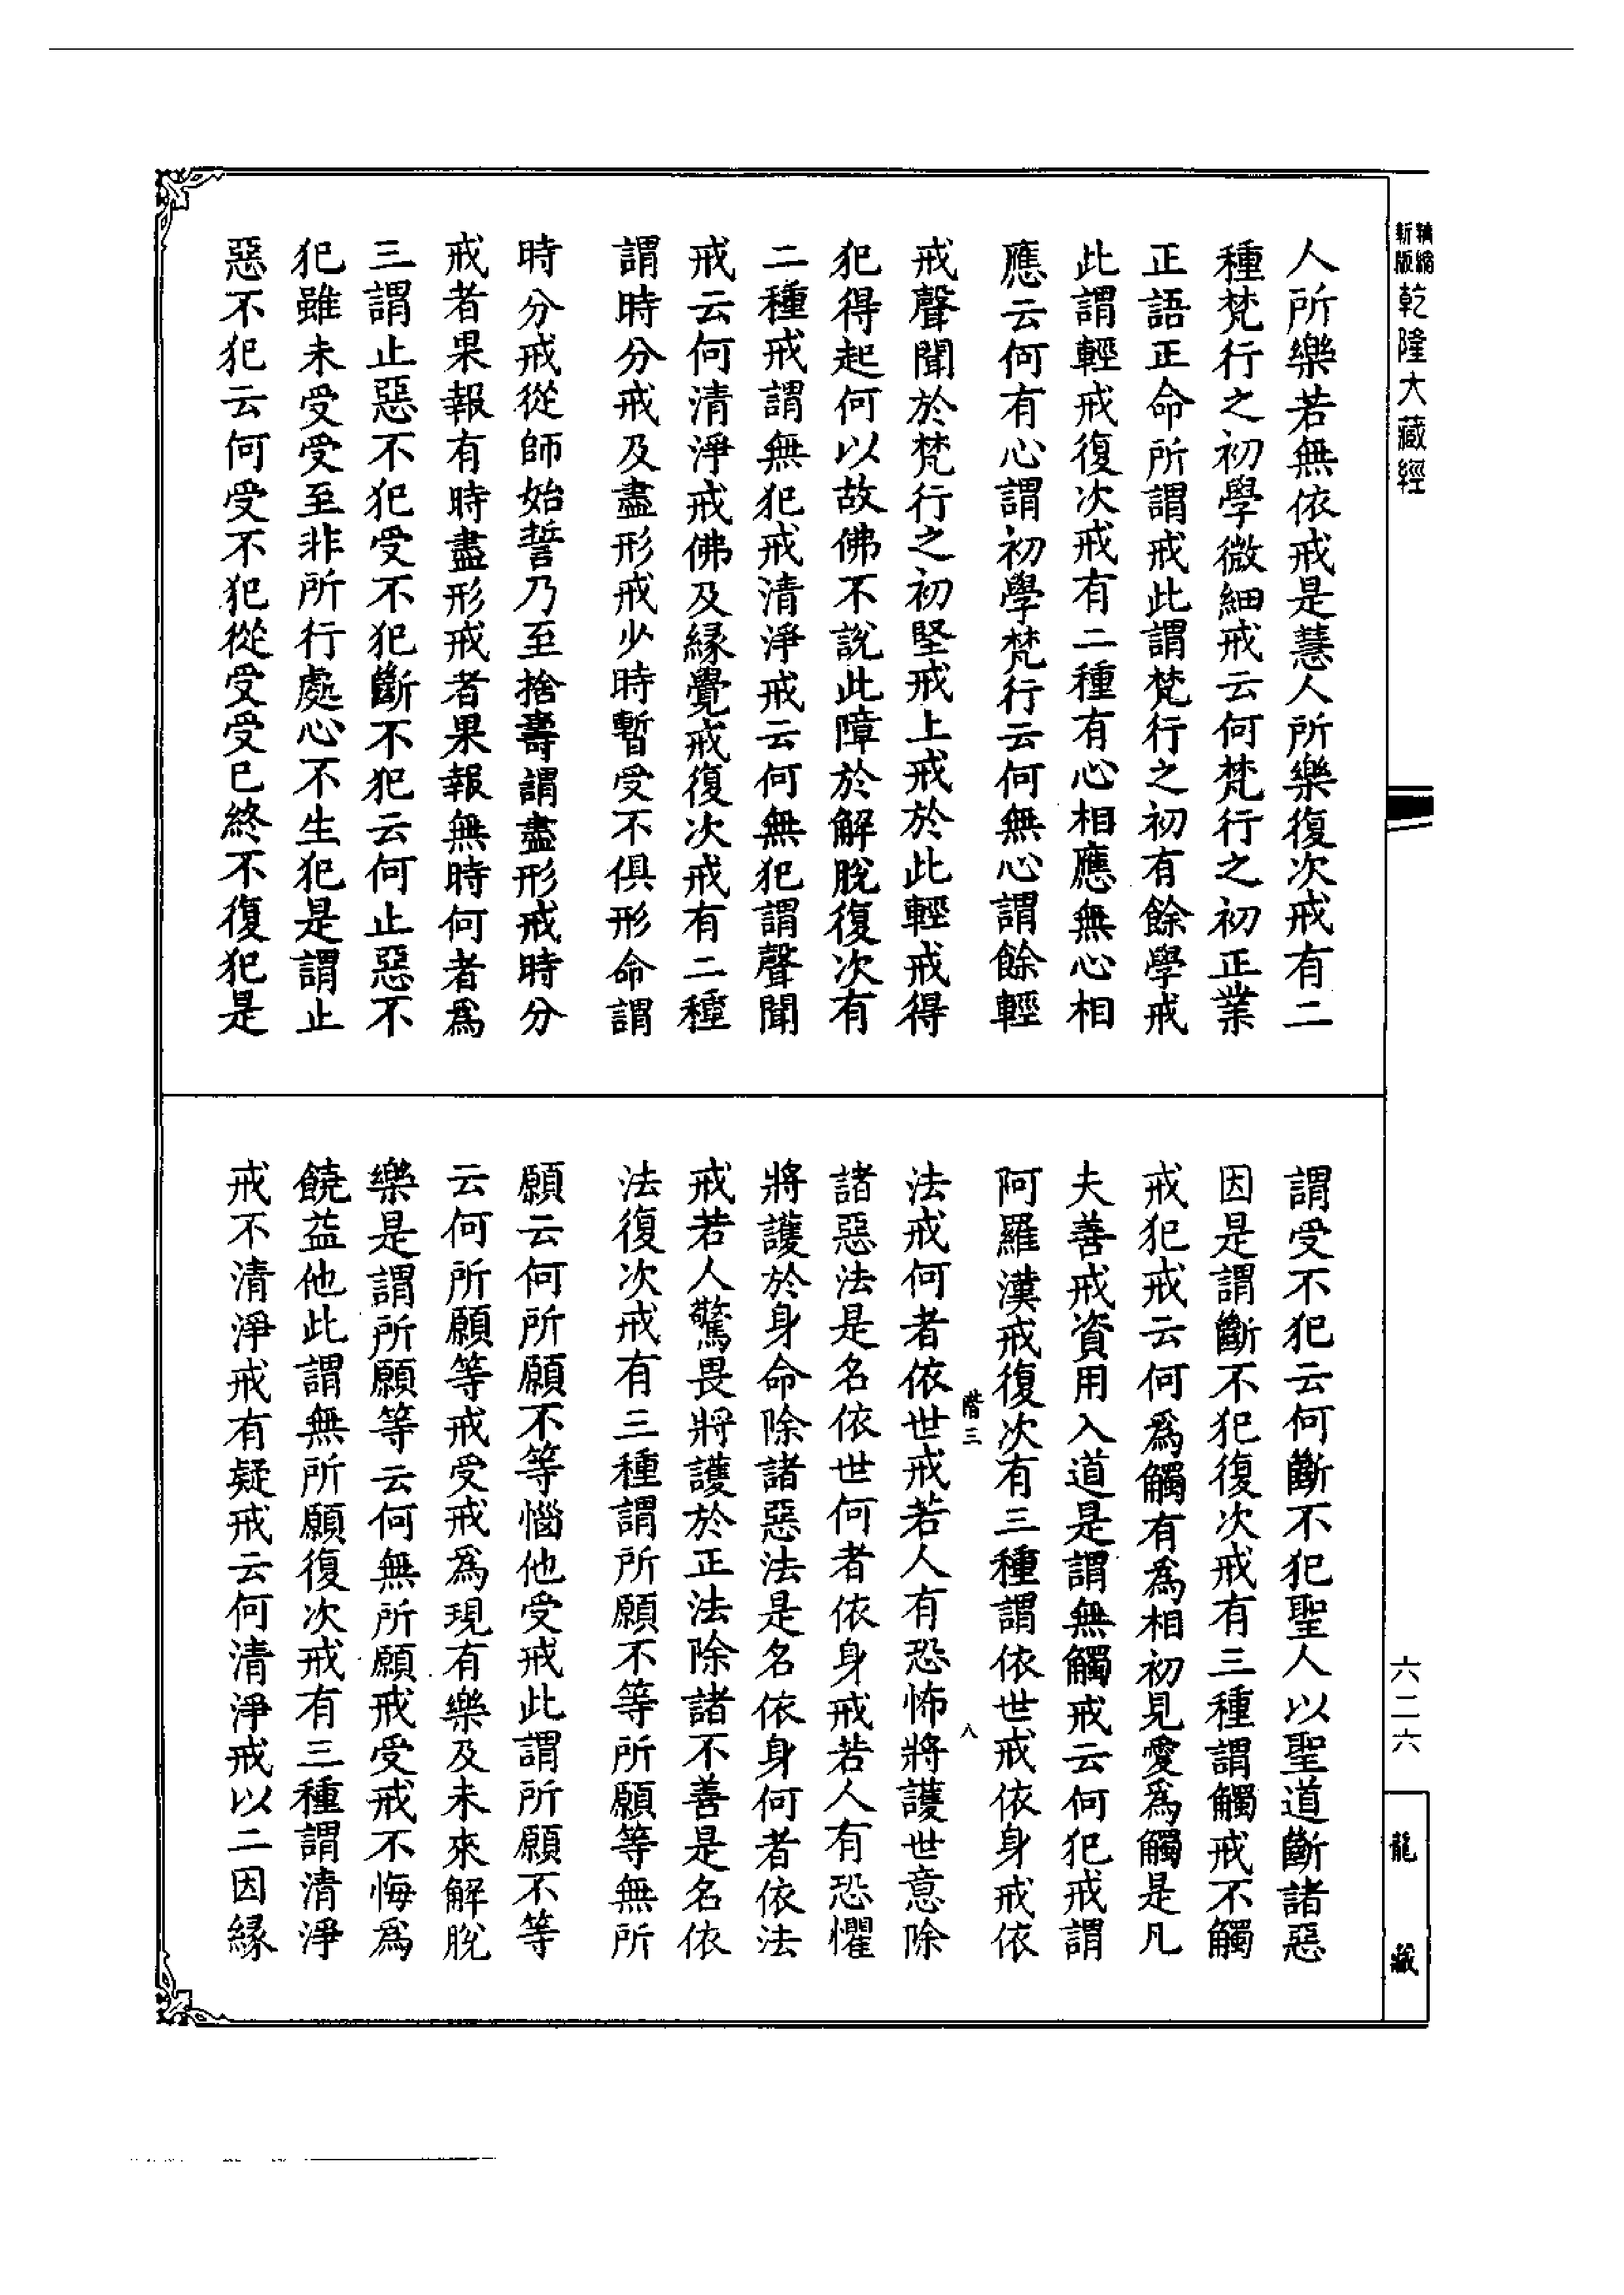 精縮新版乾隆大藏經
人所樂若無依戒是慧人所樂復次戒有二
種梵行之初學微細戒云何梵行之初正業
正語正命所謂戒此謂梵行之初有餘學戒
此謂輕戒復次戒有二種有心相應無心相
應云何有心謂初學梵行云何無心謂餘輕
戒聲聞於梵行之初堅戒上戒於此輕戒得
犯得起何以故佛不說此障於解脫復次有
二種戒謂無犯戒清淨戒云何無犯謂聲聞
戒云何清淨戒佛及緣覺戒復次戒有二種
謂時分戒及盡形戒少時暫受不俱形命謂
時分戒從師始誓乃至捨壽謂盡形戒時分
戒者果報有時盡形戒者果報無時何者為
三謂止惡不犯受不犯斷不犯云何止惡不
犯雖未受受至非所行處心不生犯是謂止
惡不犯云何受不犯從受受已終不復犯是
謂受不犯云何斷不犯聖人以聖道斷諸惡
因是謂斷不犯復次戒有三種謂觸戒不觸
戒犯戒云何為觸有為相初見愛為觸是凡
夫善戒資用入道是謂無觸戒云何犯戒謂
阿羅漢戒復次有三種謂依世戒依身戒依
三 八
法戒何者依世戒若人有恐怖將護世意除
諸惡法是名依世何者依身戒若人有恐懼
將護於身命除諸惡法是名依身何者依法
戒若人驚畏將護於正法除諸不善是名依
法復次戒有三種謂所願不等所願等無所
願云何所願不等惱他受戒此謂所願不等
云何所願等戒受戒為現有樂及未來解脫
樂是謂所願等云何無所願戒受戒不悔為
饒益他此謂無所願復次戒有三種謂清淨
戒不清淨戒有疑戒云何清淨戒以二因緣
六二六
龍藏